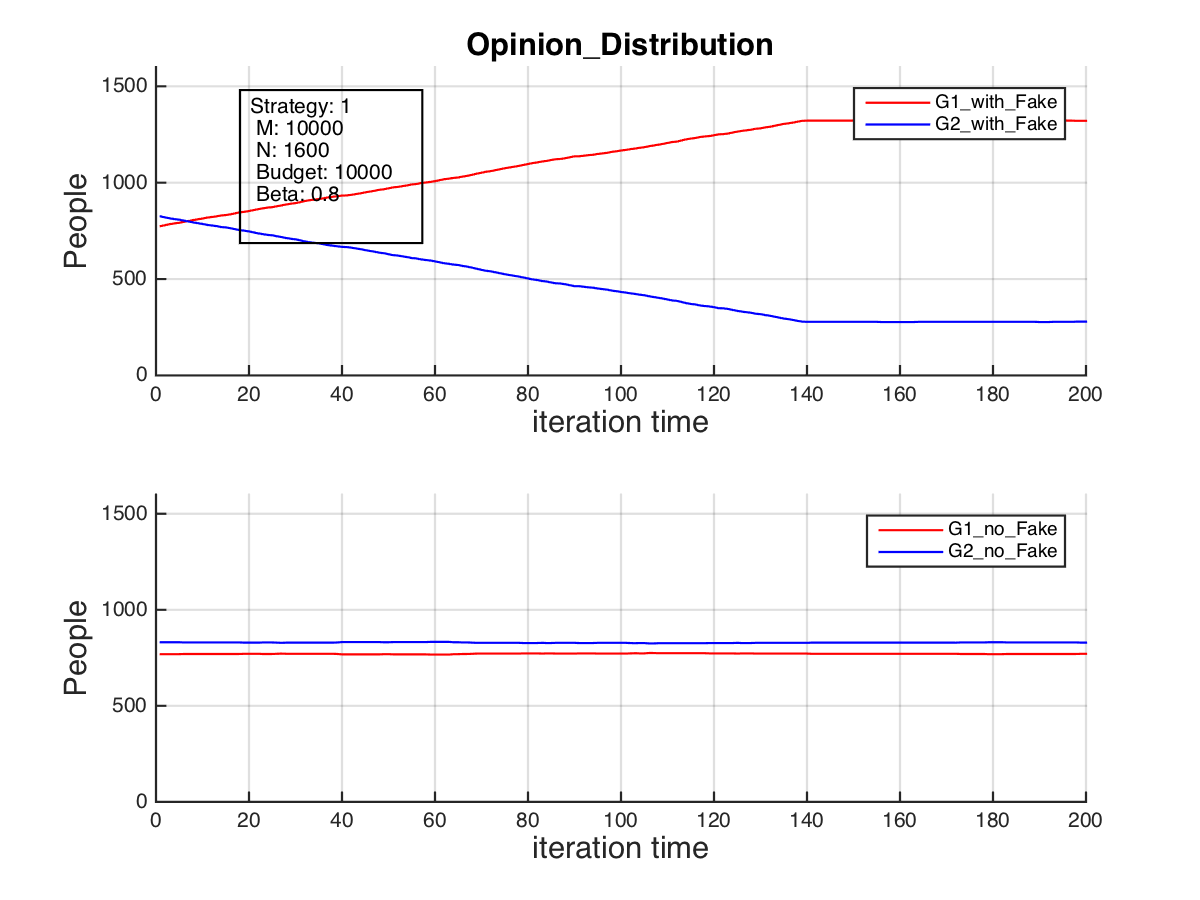 Opinion_Distribution
1500
1000
500
0
People
Strategy: 1
M: 10000
N: 1600
Budget: 10000
Beta: 0.8
G1_with_Fake
G2_with_Fake
0 20 40 60 80 100 120 140 160 180 200
iteration time
1500
1000
500
0
People
G1_no_Fake
G2_no_Fake
0 20 40 60 80 100 120 140 160 180 200
iteration time